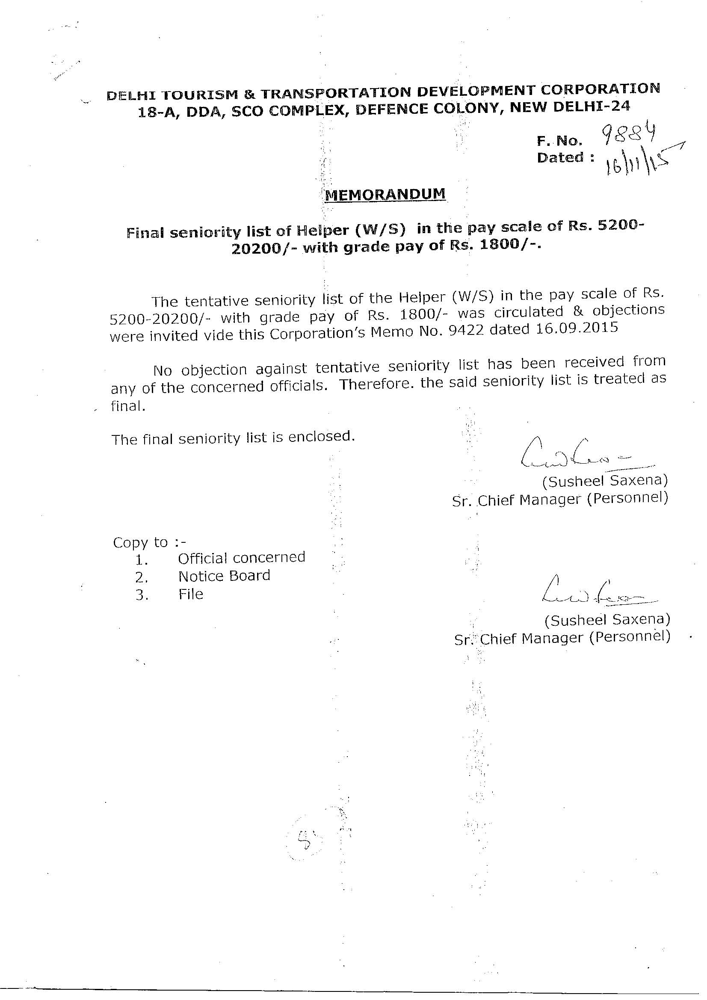 DELHI TOURISM & TRANSPORTATION DEVELOPMENT CORPORATION
18-A, DDA, SCO COMPLEX, DEFENCE COLONY, NEW DELHI-24
F. No. 9884
Dated : 16/11/15
MEMORANDUM
Final seniority list of Helper (W/S) in the pay scale of Rs. 5200-
20200/- with grade pay of Rs. 1800/-.
The tentative seniority list of the Helper (W/S) in the pay scale of Rs.
5200-20200/- with grade pay of Rs. 1800/- was circulated & objections
were invited vide this Corporation's Memo No. 9422 dated 16.09.2015
No objection against tentative seniority list has been received from
any of the concerned officials. Therefore. the said seniority list is treated as
final.
The final seniority list is enclosed.
(Susheel Saxena)
Sr. Chief Manager (Personnel)
Copy to :-
1. Official concerned
2. Notice Board
3. File
(Susheel Saxena)
Sr. Chief Manager (Personnel)